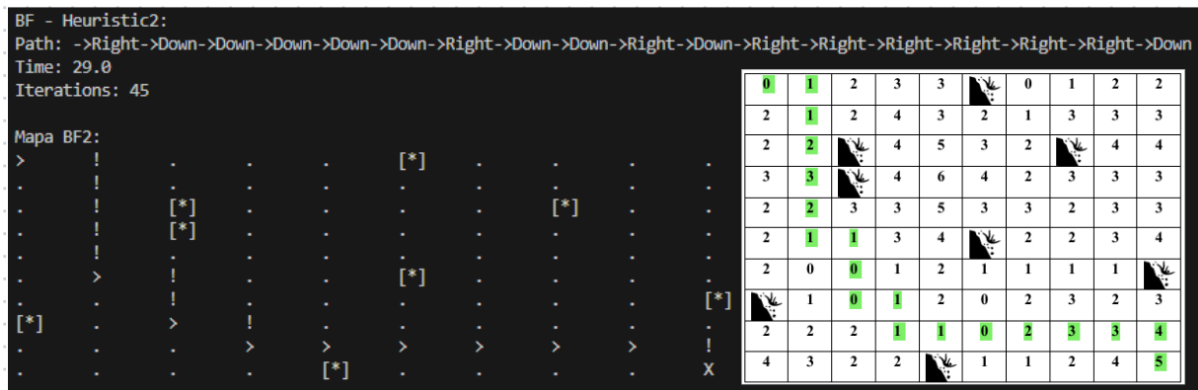 BF - Heuristic2:
Path: ->Right->Down->Down->Down->Down->Down->Right->Down->Down->Right->Down->Right->Right->Right->Right->Right->Right->Down
Time: 29.0
Iterations: 45
Mapa BF2:
> ! . . . [*] . . . .
. ! . . . . . . . .
. ! [*] . . . . [*] . .
. ! [*] . . . . . . .
. ! . . . . . . . .
. > ! . . [*] . . . .
. . ! . . . . . . [*]
[*] . > ! . . . . . .
. . . > > > > > > !
. . . . [*] . . . . X
0 1 2 3 3 0 1 2 2
2 1 2 4 3 2 1 3 3 3
2 2 4 5 3 2 4 4
3 3 4 6 4 2 3 3 3
2 2 3 3 5 3 3 2 3 3
2 1 1 3 4 2 2 3 4
2 0 0 1 2 1 1 1 1
1 0 1 2 0 2 3 2 3
2 2 2 1 1 0 2 3 3 4
4 3 2 2 1 1 2 4 5